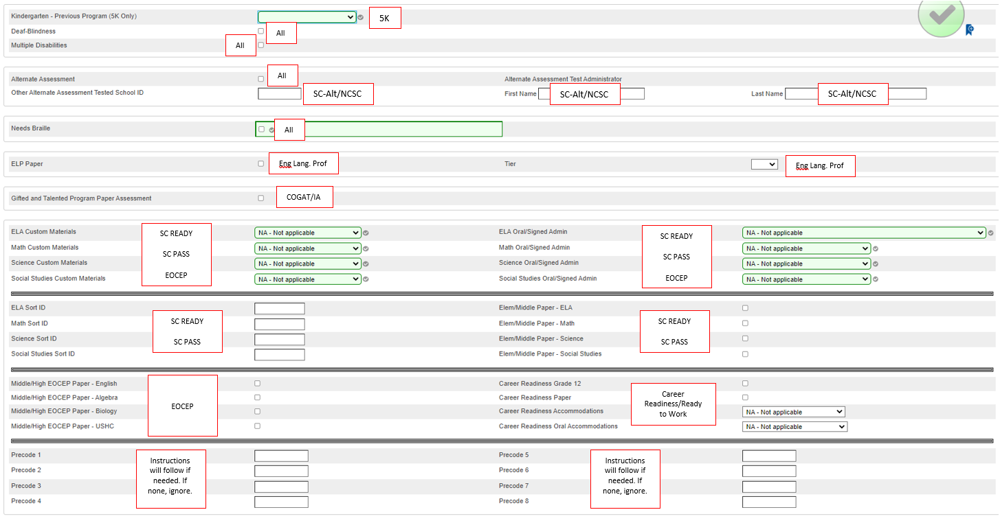 Kindergarten - Previous Program (5K Only) 5K
Deaf-Blindness All
Multiple Disabilities All
Alternate Assessment All Alternate Assessment Test Administrator
Other Alternate Assessment Tested School ID SC-Alt/NCSC First Name SC-Alt/NCSC Last Name SC-Alt/NCSC
Needs Braille All
ELP Paper Eng Lang. Prof Tier Eng Lang. Prof
Gifted and Talented Program Paper Assessment COGAT/IA
ELA Custom Materials NA - Not applicable ELA Oral/Signed Admin NA - Not applicable
Math Custom Materials NA - Not applicable Math Oral/Signed Admin NA - Not applicable
Science Custom Materials NA - Not applicable Science Oral/Signed Admin NA - Not applicable
Social Studies Custom Materials NA - Not applicable Social Studies Oral/Signed Admin NA - Not applicable
SC READY
SC PASS
EOCEP
SC READY
SC PASS
EOCEP
ELA Sort ID Elem/Middle Paper - ELA
Math Sort ID Elem/Middle Paper - Math
Science Sort ID Elem/Middle Paper - Science
Social Studies Sort ID Elem/Middle Paper - Social Studies
SC READY
SC PASS
SC READY
SC PASS
Middle/High EOCEP Paper - English Career Readiness Grade 12
Middle/High EOCEP Paper - Algebra Career Readiness Paper
Middle/High EOCEP Paper - Biology Career Readiness Accommodations NA - Not applicable
Middle/High EOCEP Paper - USHC Career Readiness Oral Accommodations NA - Not applicable
EOCEP
Career
Readiness/Ready
to Work
Precode 1 Precode 5
Precode 2 Precode 6
Precode 3 Precode 7
Precode 4 Precode 8
Instructions
will follow if
needed. If
none, ignore.
Instructions
will follow if
needed. If
none, ignore.